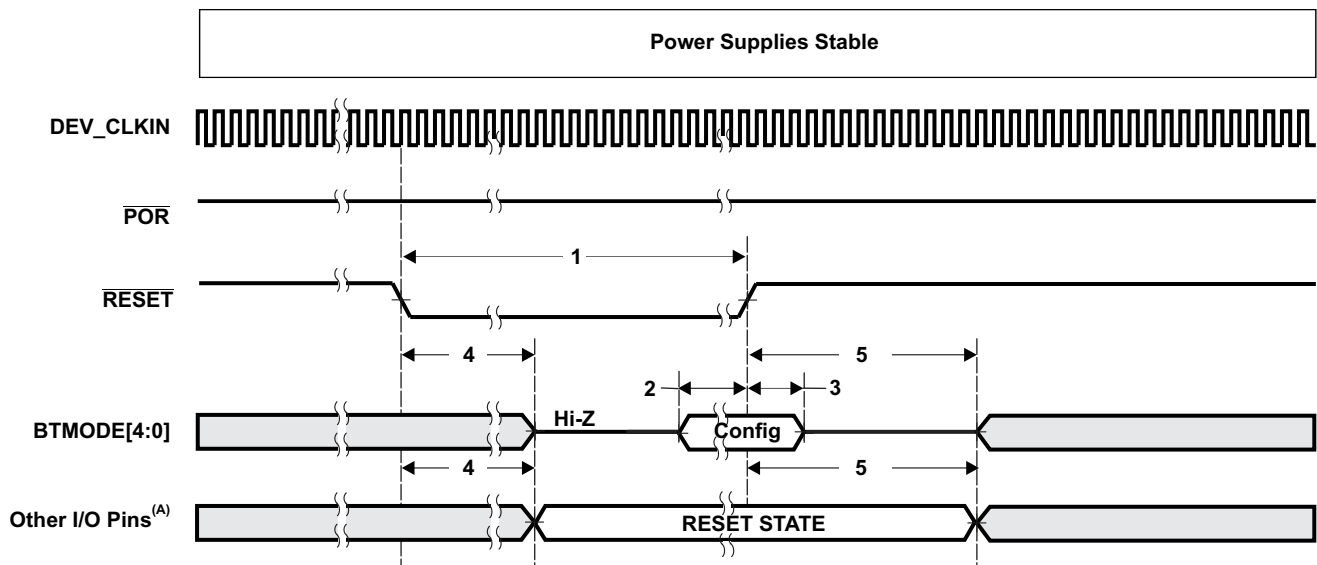 Power Supplies Stable
DEV_CLKIN
POR
1
RESET
4
5
2
3
BTMODE[4:0]
Hi-Z
Config
4
5
Other I/O Pins(A)
RESET STATE